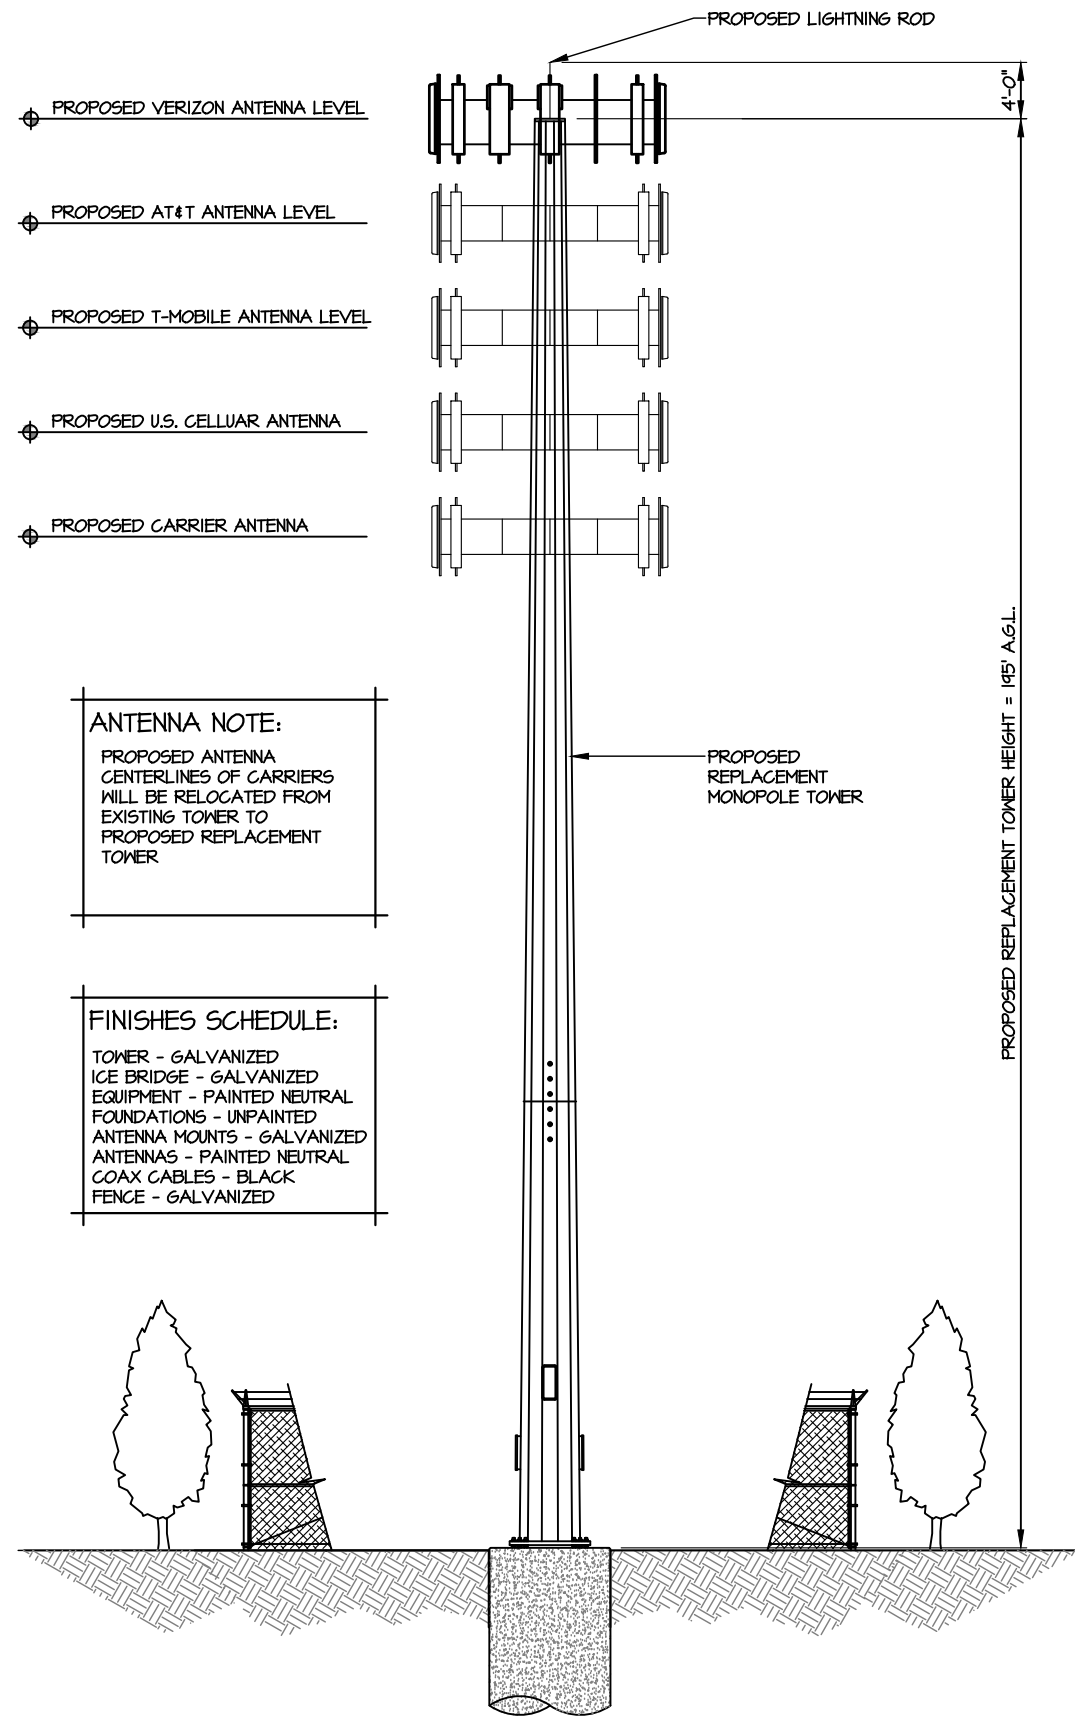 PROPOSED LIGHTNING ROD
4'-0"
PROPOSED VERIZON ANTENNA LEVEL
PROPOSED AT&T ANTENNA LEVEL
PROPOSED T-MOBILE ANTENNA LEVEL
PROPOSED U.S. CELLUAR ANTENNA
PROPOSED CARRIER ANTENNA
PROPOSED REPLACEMENT TOWER HEIGHT = 195' A.G.L.
ANTENNA NOTE:
PROPOSED ANTENNA
CENTERLINES OF CARRIERS
WILL BE RELOCATED FROM
EXISTING TOWER TO
PROPOSED REPLACEMENT
TOWER
PROPOSED
REPLACEMENT
MONOPOLE TOWER
FINISHES SCHEDULE:
TOWER - GALVANIZED
ICE BRIDGE - GALVANIZED
EQUIPMENT - PAINTED NEUTRAL
FOUNDATIONS - UNPAINTED
ANTENNA MOUNTS - GALVANIZED
ANTENNAS - PAINTED NEUTRAL
COAX CABLES - BLACK
FENCE - GALVANIZED